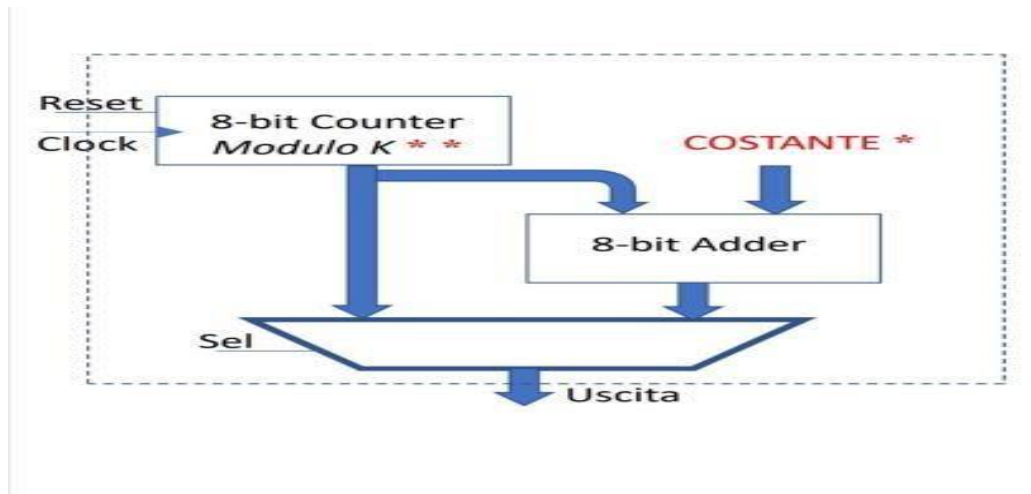 Reset
Clock
8-bit Counter
Modulo K * *
COSTANTE *
8-bit Adder
Sel
Uscita